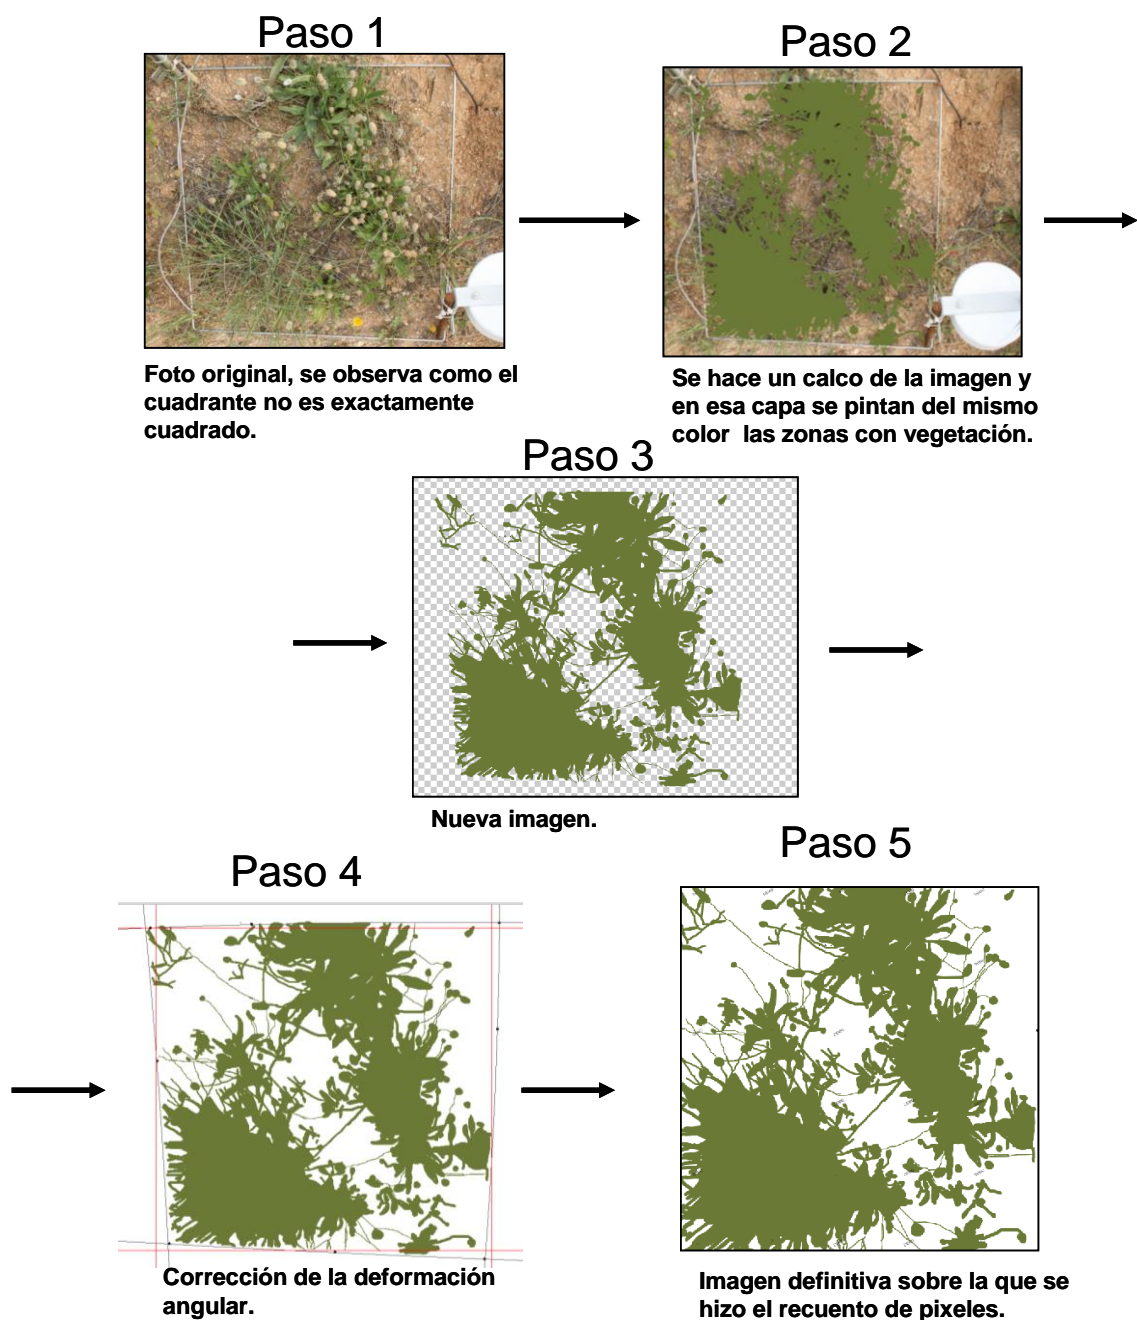 Paso 1
Paso 2
Foto original, se observa como el
cuadrante no es exactamente
cuadrado.
Se hace un calco de la imagen y
en esa capa se pintan del mismo
color las zonas con vegetación.
Paso 3
Nueva imagen.
Paso 4
Paso 5
Corrección de la deformación
angular.
Imagen definitiva sobre la que se
hizo el recuento de pixeles.